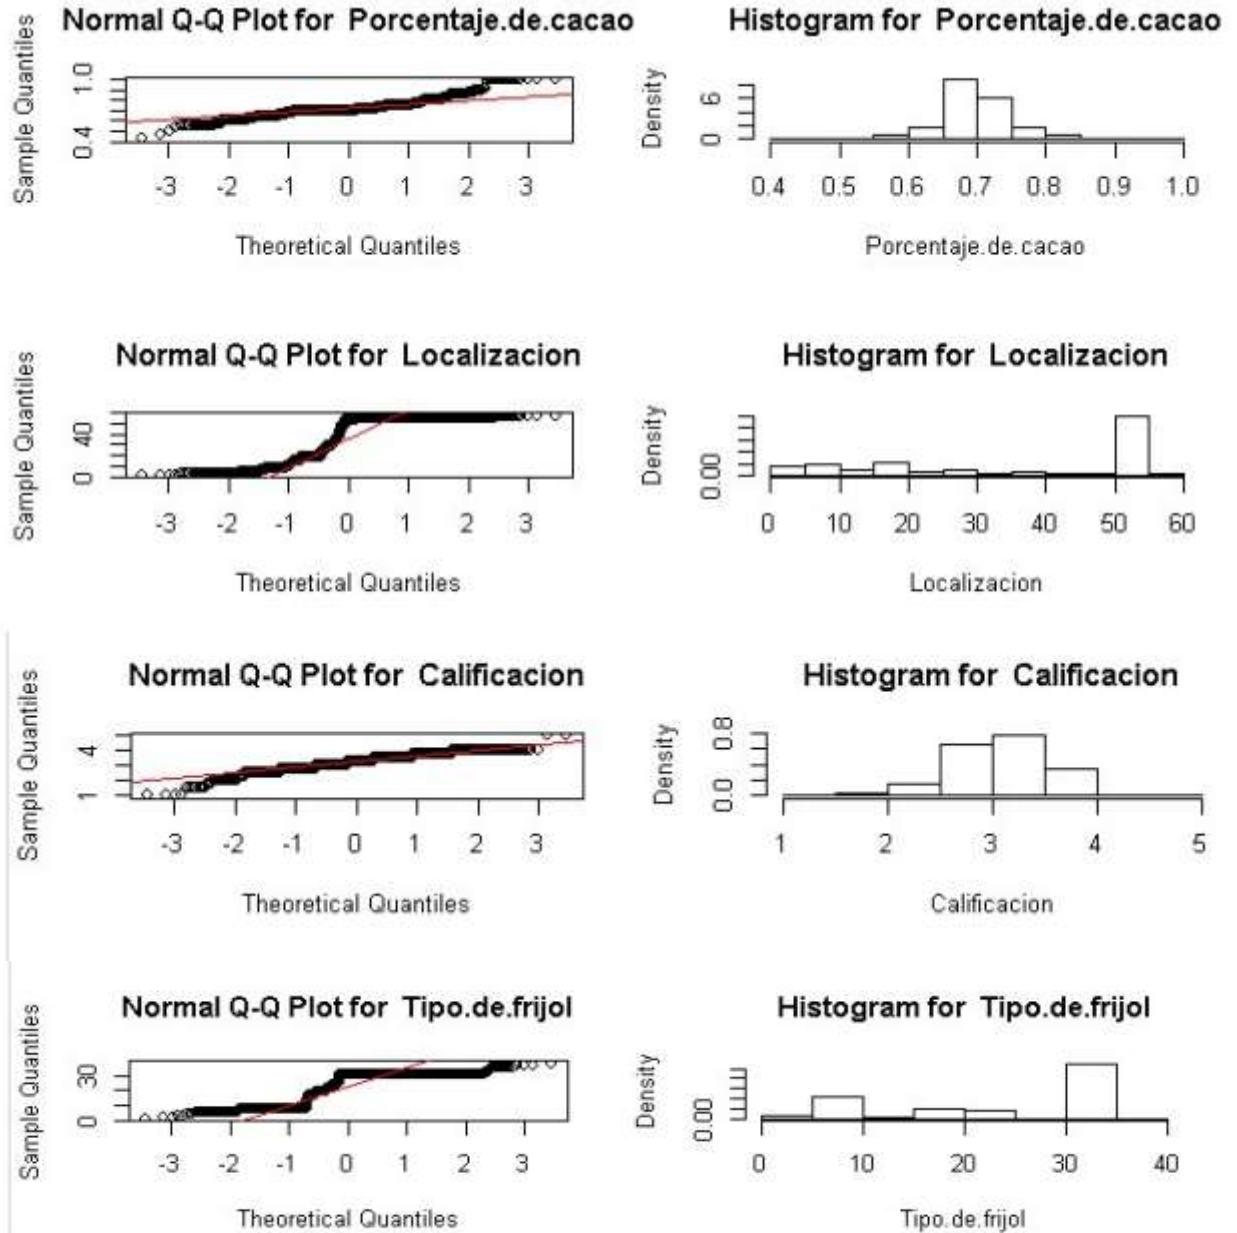 Normal Q-Q Plot for Porcentaje.de.cacao
Sample Quantiles
0.4 1.0
-3 -2 -1 0 1 2 3
Theoretical Quantiles
Histogram for Porcentaje.de.cacao
Density
0 6
0.4 0.5 0.6 0.7 0.8 0.9 1.0
Porcentaje.de.cacao
Normal Q-Q Plot for Localizacion
Sample Quantiles
0 40
-3 -2 -1 0 1 2 3
Theoretical Quantiles
Histogram for Localizacion
Density
0.00
0 10 20 30 40 50 60
Localizacion
Normal Q-Q Plot for Calificacion
Sample Quantiles
1 4
-3 -2 -1 0 1 2 3
Theoretical Quantiles
Histogram for Calificacion
Density
0.0 0.8
1 2 3 4 5
Calificacion
Normal Q-Q Plot for Tipo.de.frijol
Sample Quantiles
0 30
-3 -2 -1 0 1 2 3
Theoretical Quantiles
Histogram for Tipo.de.frijol
Density
0.00
0 10 20 30 40
Tipo.de.frijol